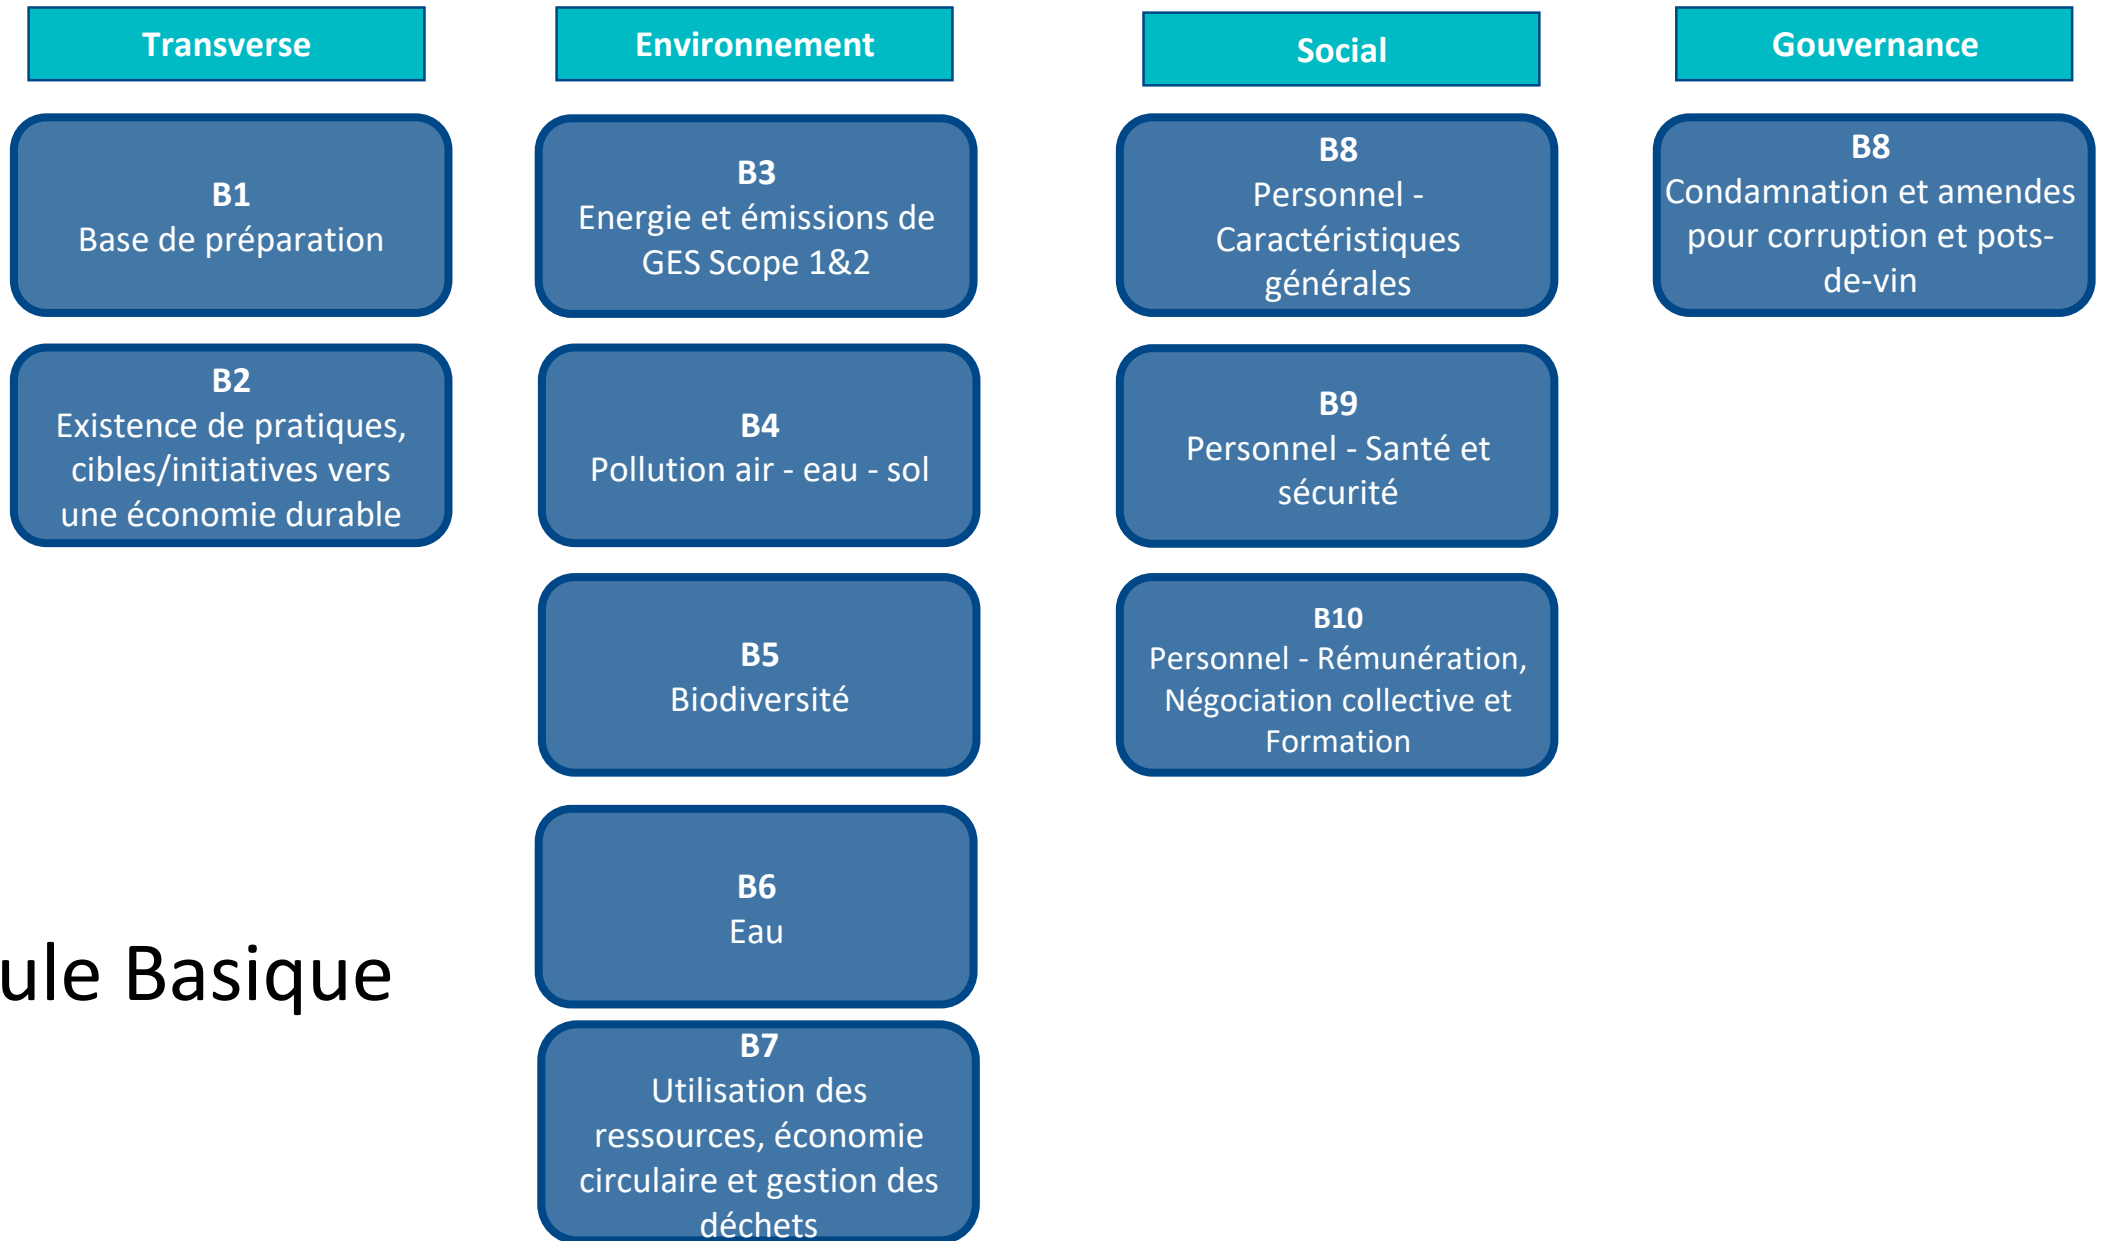 Transverse
B1
Base de préparation
B2
Existence de pratiques,
cibles/initiatives vers
une économie durable
Environnement
B3
Energie et émissions de
GES Scope 1&2
B4
Pollution air - eau - sol
B5
Biodiversité
B6
Eau
B7
Utilisation des
ressources, économie
circulaire et gestion des
déchets
Social
B8
Personnel -
Caractéristiques
générales
B9
Personnel - Santé et
sécurité
B10
Personnel - Rémunération,
Négociation collective et
Formation
Gouvernance
B8
Condamnation et amendes
pour corruption et pots-
de-vin
ule Basique